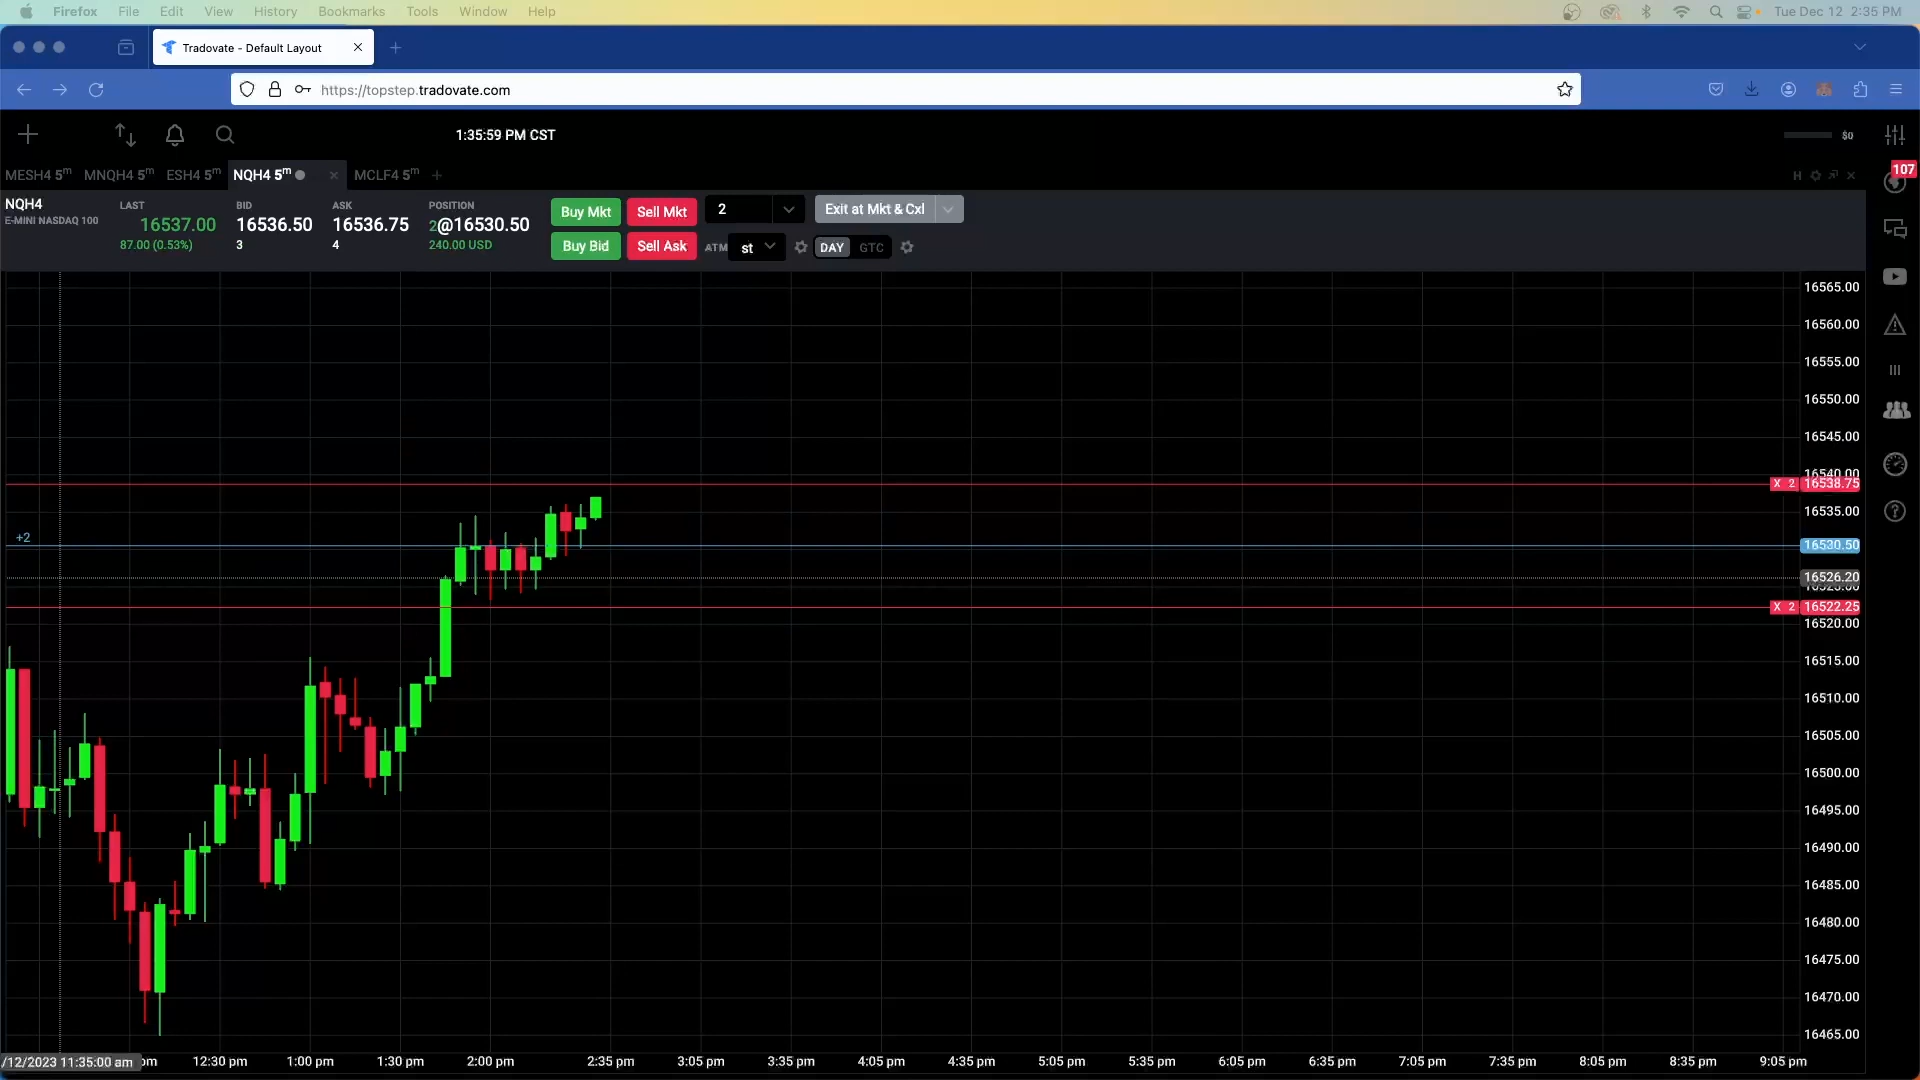 Firefox File Edit View History Bookmarks Tools Window Help Tue Dec 12 2:35 PM
Tradovate - Default Layout
https://topstep.tradovate.com
1:35:59 PM CST $0
MESH4 5m MNQH4 5m ESH4 5m NQH4 5m MCLF4 5m H 107
NQH4 LAST BID ASK POSITION
E-MINI NASDAQ 100 16537.00 16536.50 16536.75 2@16530.50
87.00 (0.53%) 3 4 240.00 USD
Buy Mkt Sell Mkt 2 Exit at Mkt & Cxl
Buy Bid Sell Ask ATM st DAY GTC
16565.00
16560.00
16555.00
16550.00
16545.00
16540.00
X 2 16538.75
16535.00
+2 16530.50
16526.20
16525.00
X 2 16522.25
16520.00
16515.00
16510.00
16505.00
16500.00
16495.00
16490.00
16485.00
16480.00
16475.00
16470.00
16465.00
/12/2023 11:35:00 am pm 12:30 pm 1:00 pm 1:30 pm 2:00 pm 2:35 pm 3:05 pm 3:35 pm 4:05 pm 4:35 pm 5:05 pm 5:35 pm 6:05 pm 6:35 pm 7:05 pm 7:35 pm 8:05 pm 8:35 pm 9:05 pm